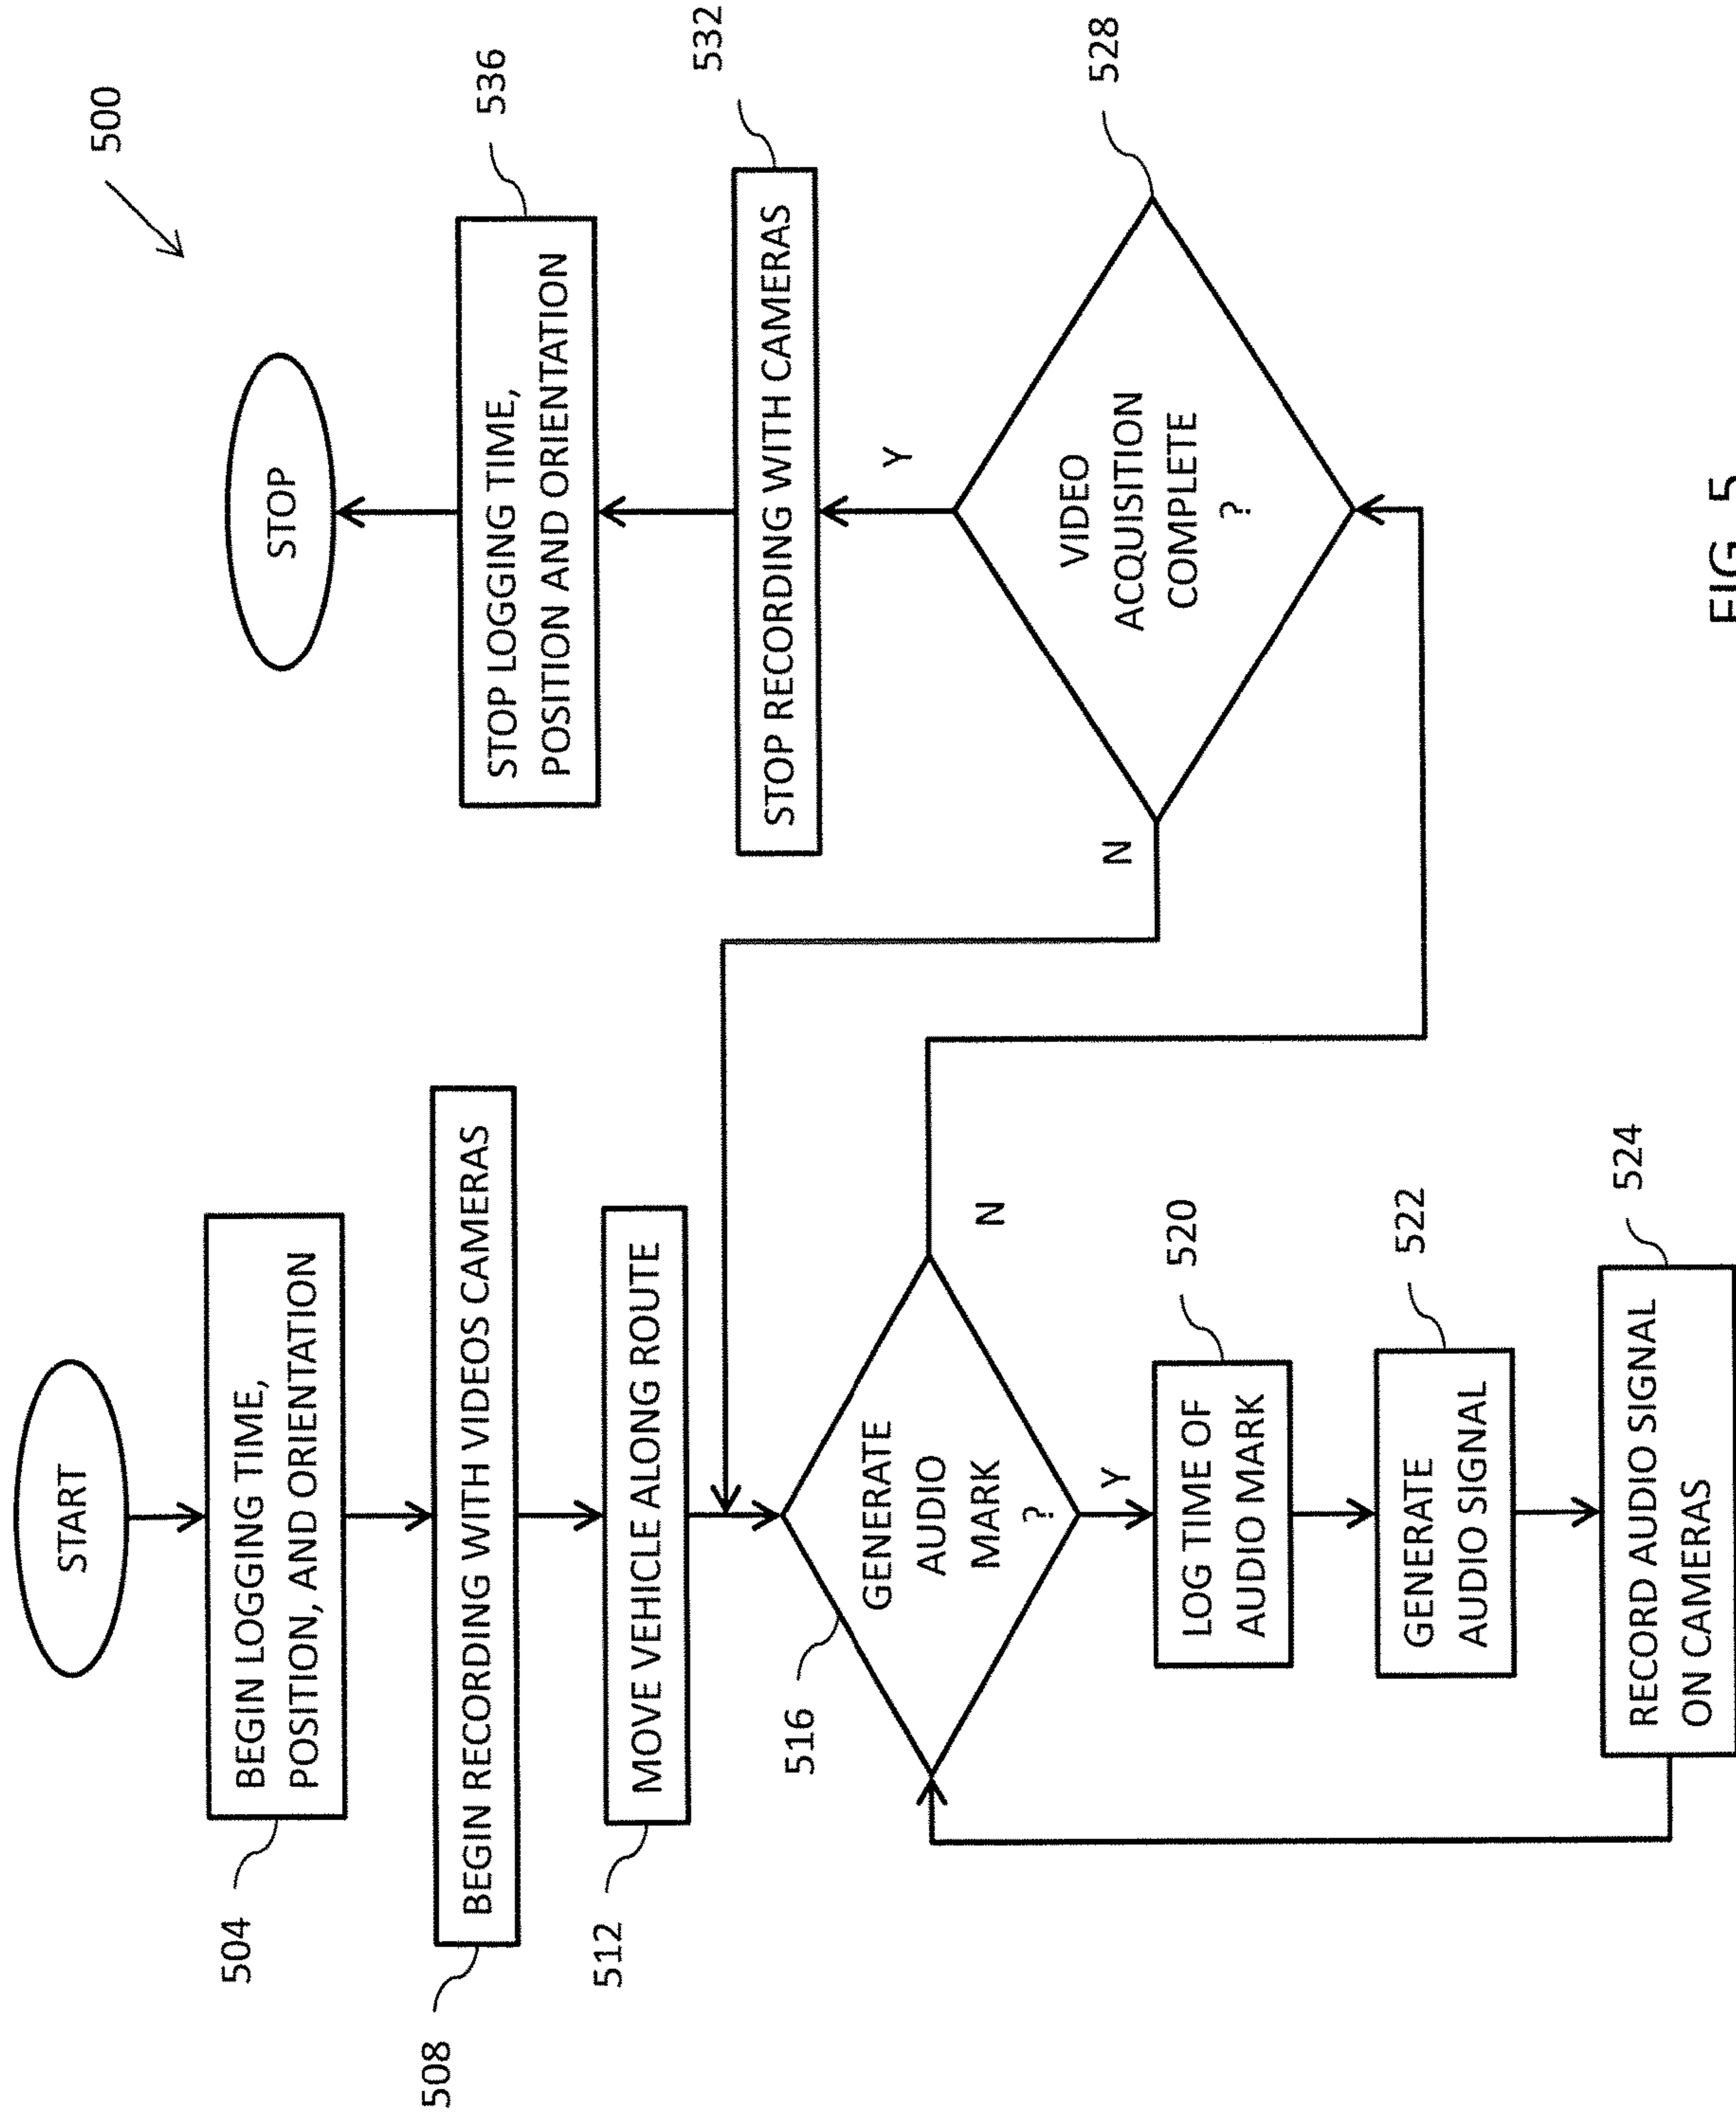 500
START
BEGIN LOGGING TIME,
POSITION, AND ORIENTATION
504
BEGIN RECORDING WITH VIDEOS CAMERAS
508
MOVE VEHICLE ALONG ROUTE
512
GENERATE
AUDIO
MARK
?
516
N
Y
LOG TIME OF
AUDIO MARK
520
GENERATE
AUDIO SIGNAL
522
RECORD AUDIO SIGNAL
ON CAMERAS
524
VIDEO
ACQUISITION
COMPLETE
?
528
N
Y
STOP RECORDING WITH CAMERAS
532
STOP LOGGING TIME,
POSITION AND ORIENTATION
536
STOP
FIG. 5